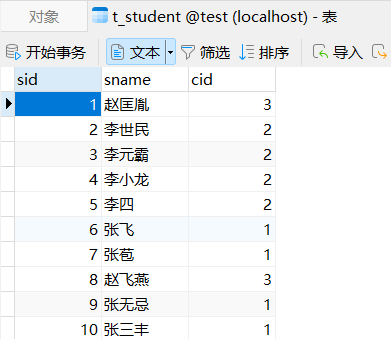 对象 t_student @test (localhost) - 表
开始事务 文本 筛选 排序 导入
sid sname cid
1 赵匡胤 3
2 李世民 2
3 李元霸 2
4 李小龙 2
5 李四 2
6 张飞 1
7 张苞 1
8 赵飞燕 3
9 张无忌 1
10 张三丰 1